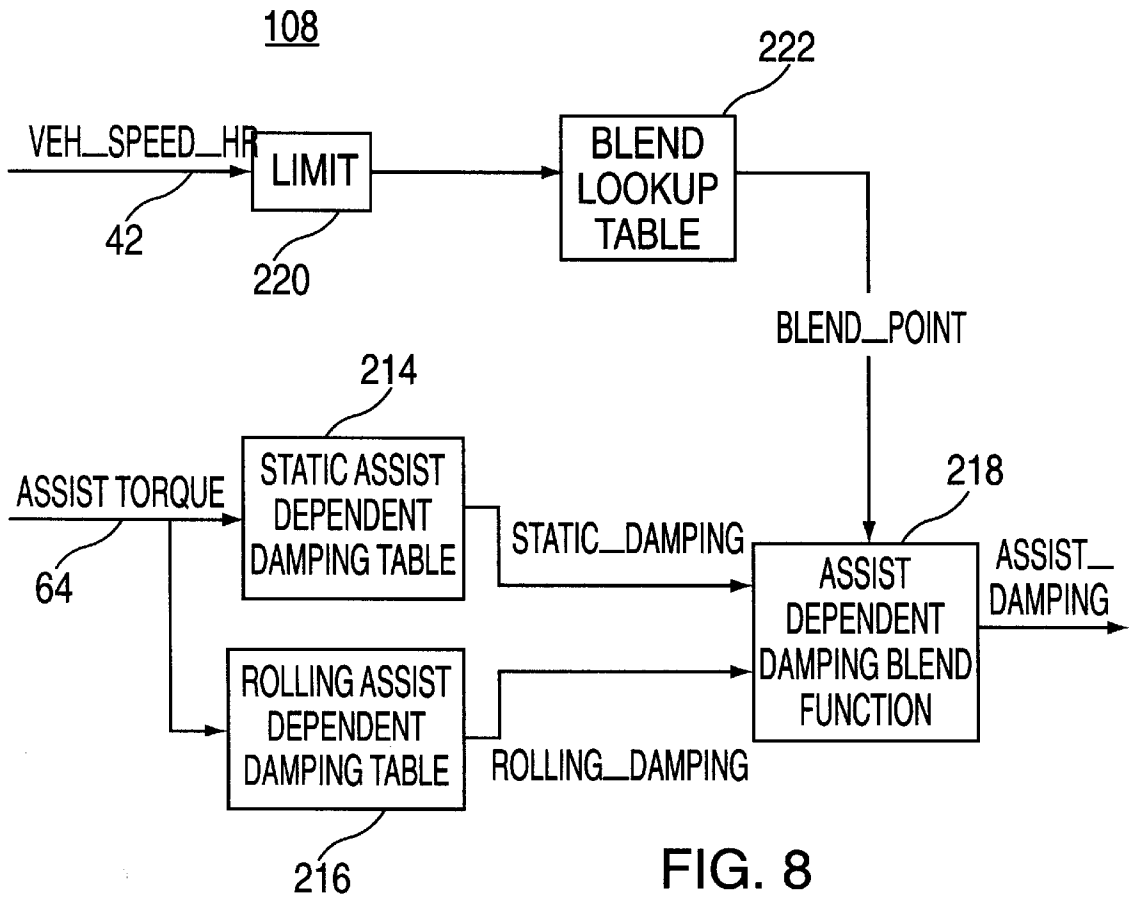 108
222
VEH_SPEED_HR
LIMIT
BLEND
LOOKUP
TABLE
42
220
BLEND_POINT
214
ASSIST TORQUE
64
STATIC ASSIST
DEPENDENT
DAMPING TABLE
STATIC_DAMPING
218
ASSIST
DEPENDENT
DAMPING BLEND
FUNCTION
ASSIST_
DAMPING
ROLLING ASSIST
DEPENDENT
DAMPING TABLE
ROLLING_DAMPING
216
FIG. 8